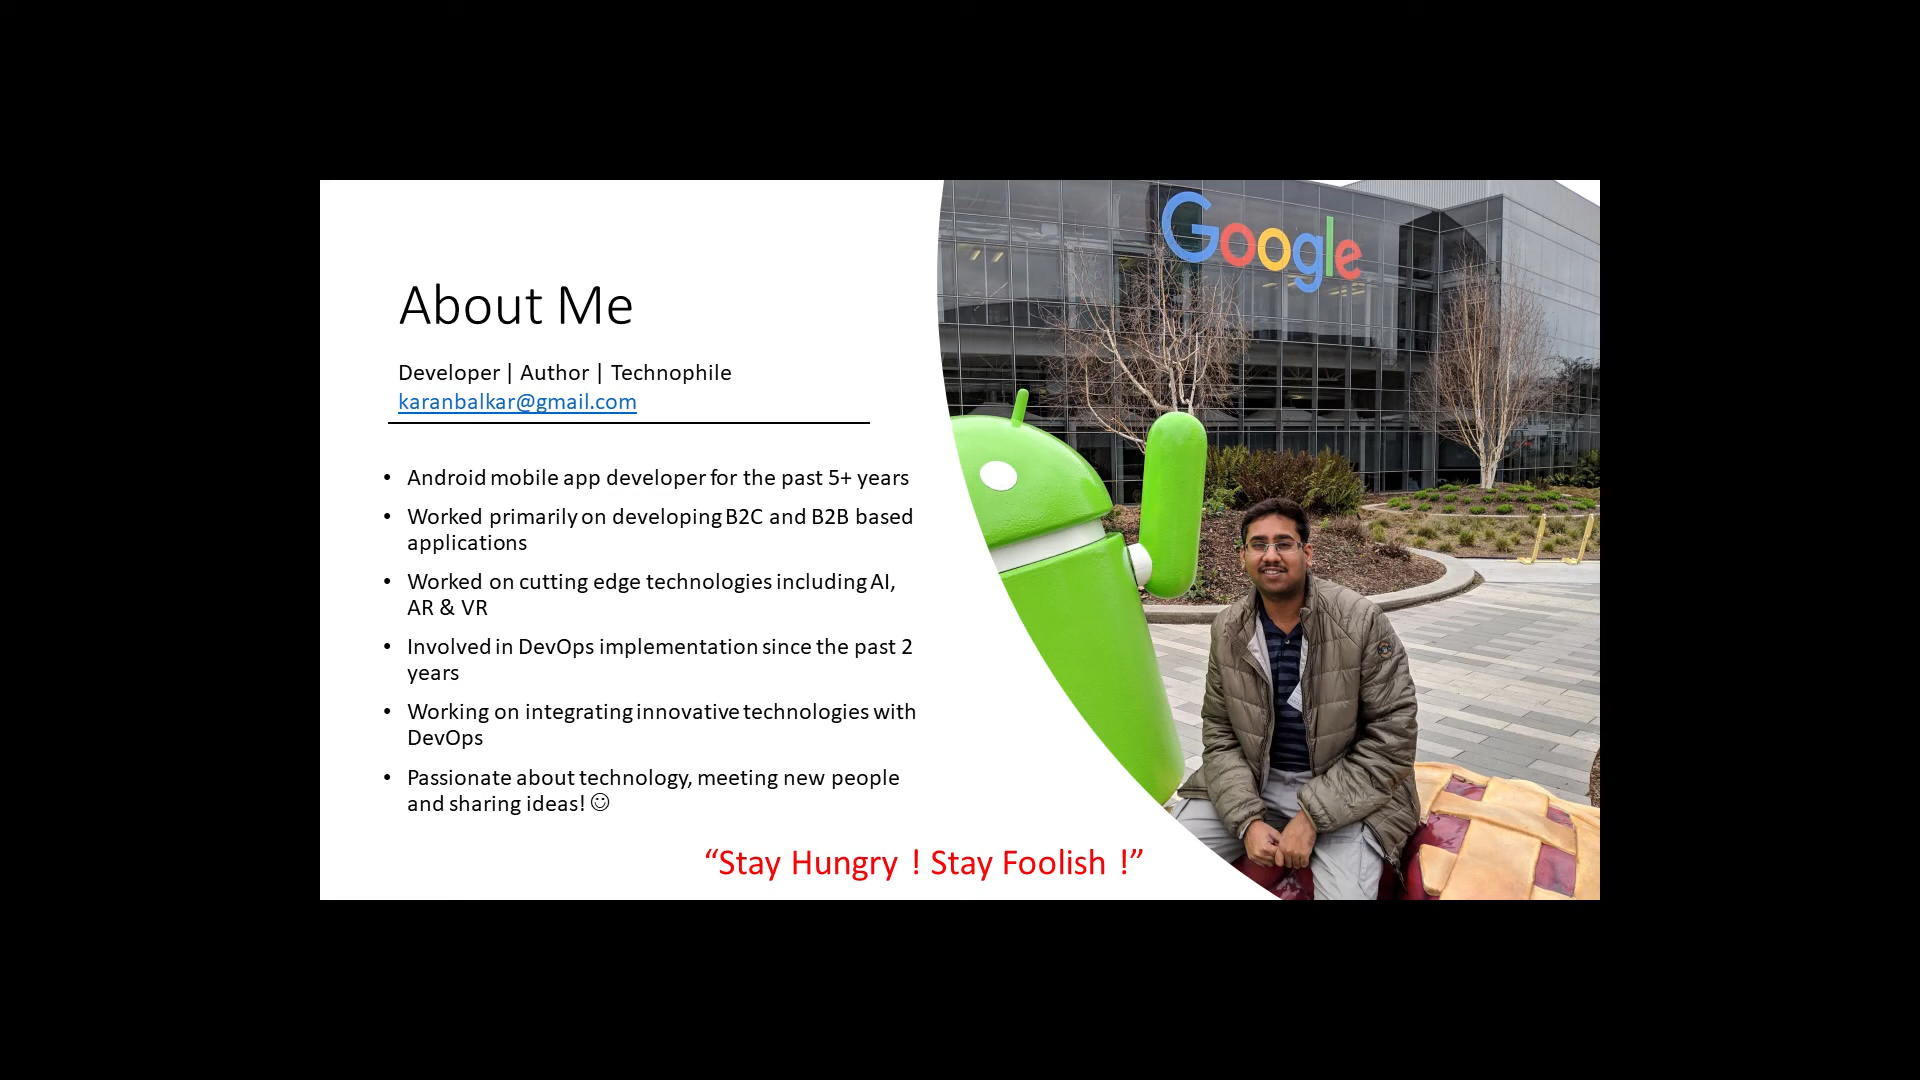 Google
About Me
Developer | Author | Technophile
karanbalkar@gmail.com
• Android mobile app developer for the past 5+ years
• Worked primarily on developing B2C and B2B based
applications
• Worked on cutting edge technologies including AI,
AR & VR
• Involved in DevOps implementation since the past 2
years
• Working on integrating innovative technologies with
DevOps
• Passionate about technology, meeting new people
and sharing ideas! ☺
“Stay Hungry ! Stay Foolish !”